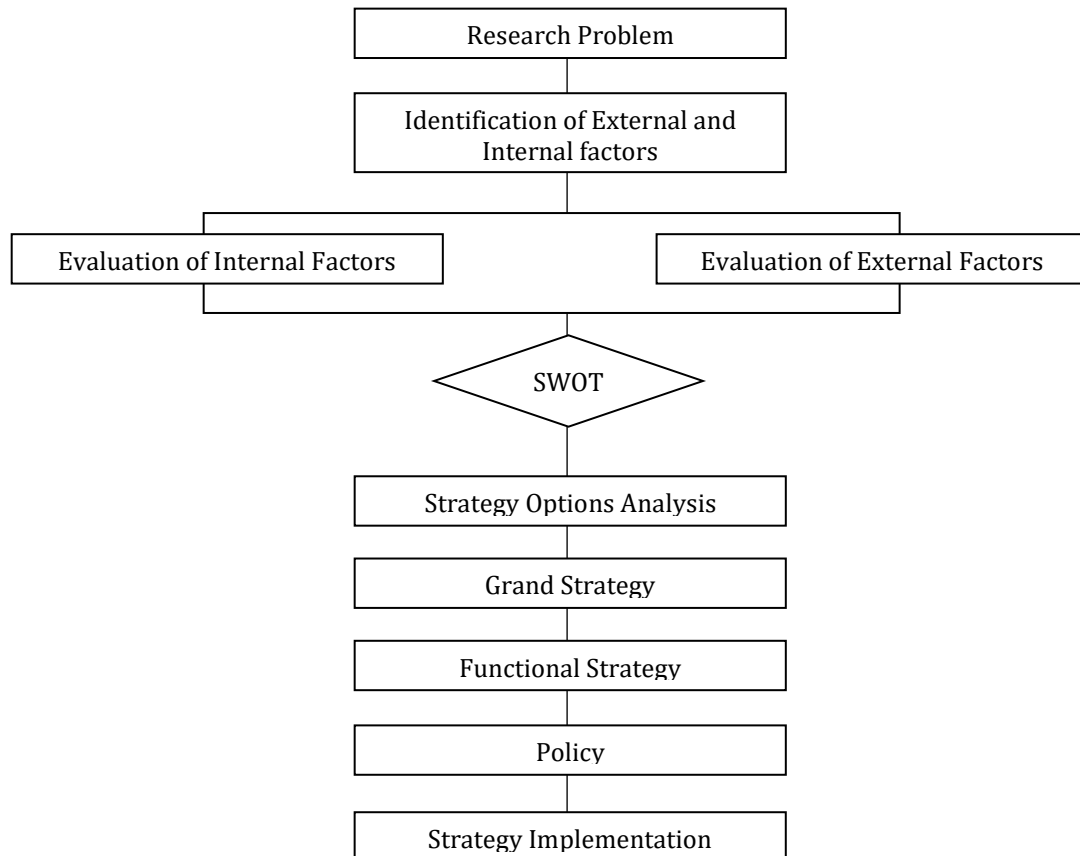 Research Problem
Identification of External and
Internal factors
Evaluation of Internal Factors
Evaluation of External Factors
SWOT
Strategy Options Analysis
Grand Strategy
Functional Strategy
Policy
Strategy Implementation